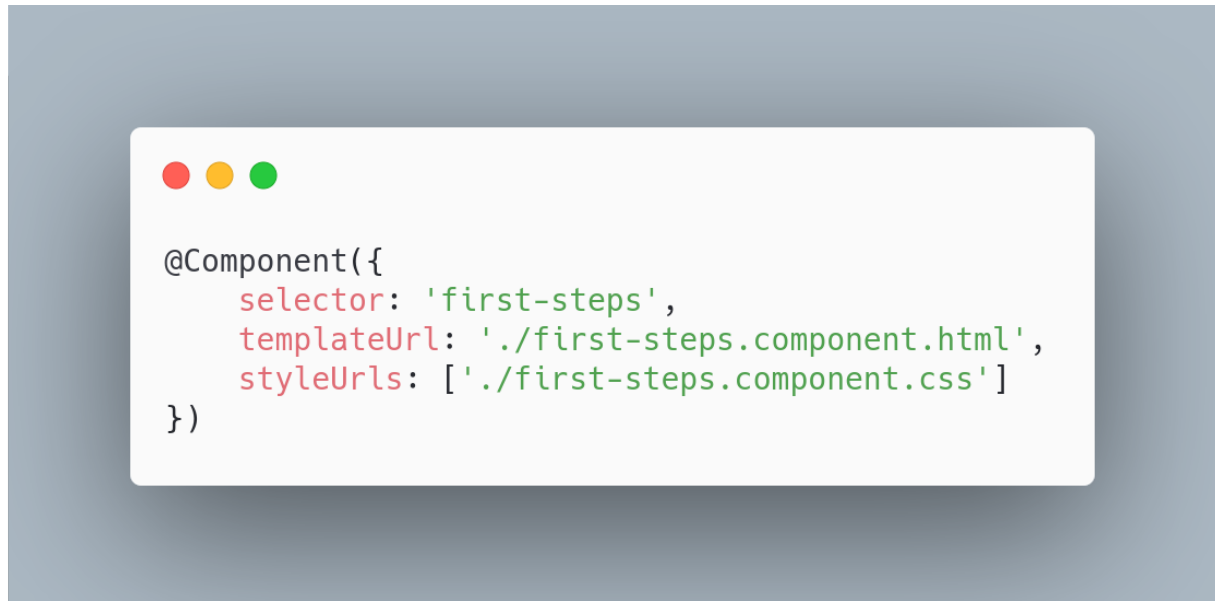 @Component({
    selector: 'first-steps',
    templateUrl: './first-steps.component.html',
    styleUrls: ['./first-steps.component.css']
})